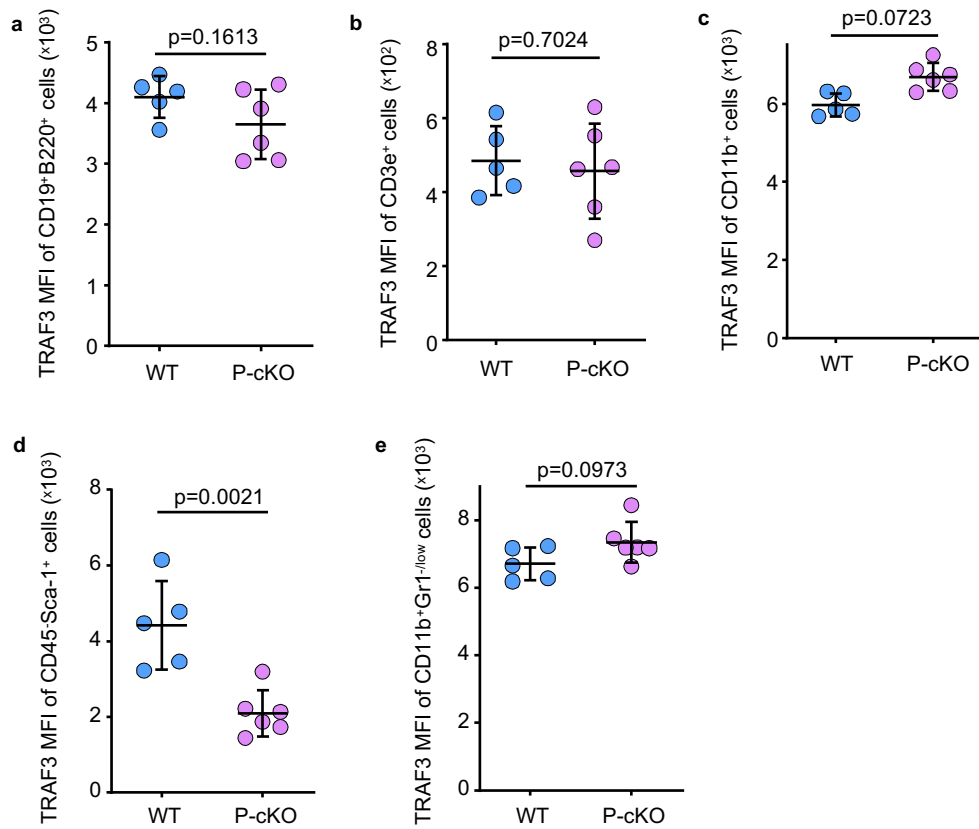 a
TRAF3 MFI of CD19⁺B220⁺ cells (×10³)
p=0.1613
5
4
3
2
1
0
WT
P-cKO
b
TRAF3 MFI of CD3e⁺ cells (×10²)
p=0.7024
8
6
4
2
0
WT
P-cKO
c
TRAF3 MFI of CD11b⁺ cells (×10³)
p=0.0723
8
6
4
2
0
WT
P-cKO
d
TRAF3 MFI of CD45⁻Sca-1⁺ cells (×10³)
p=0.0021
8
6
4
2
0
WT
P-cKO
e
TRAF3 MFI of CD11b⁺Gr1⁻/ˡᵒʷ cells (×10³)
p=0.0973
8
6
4
2
0
WT
P-cKO